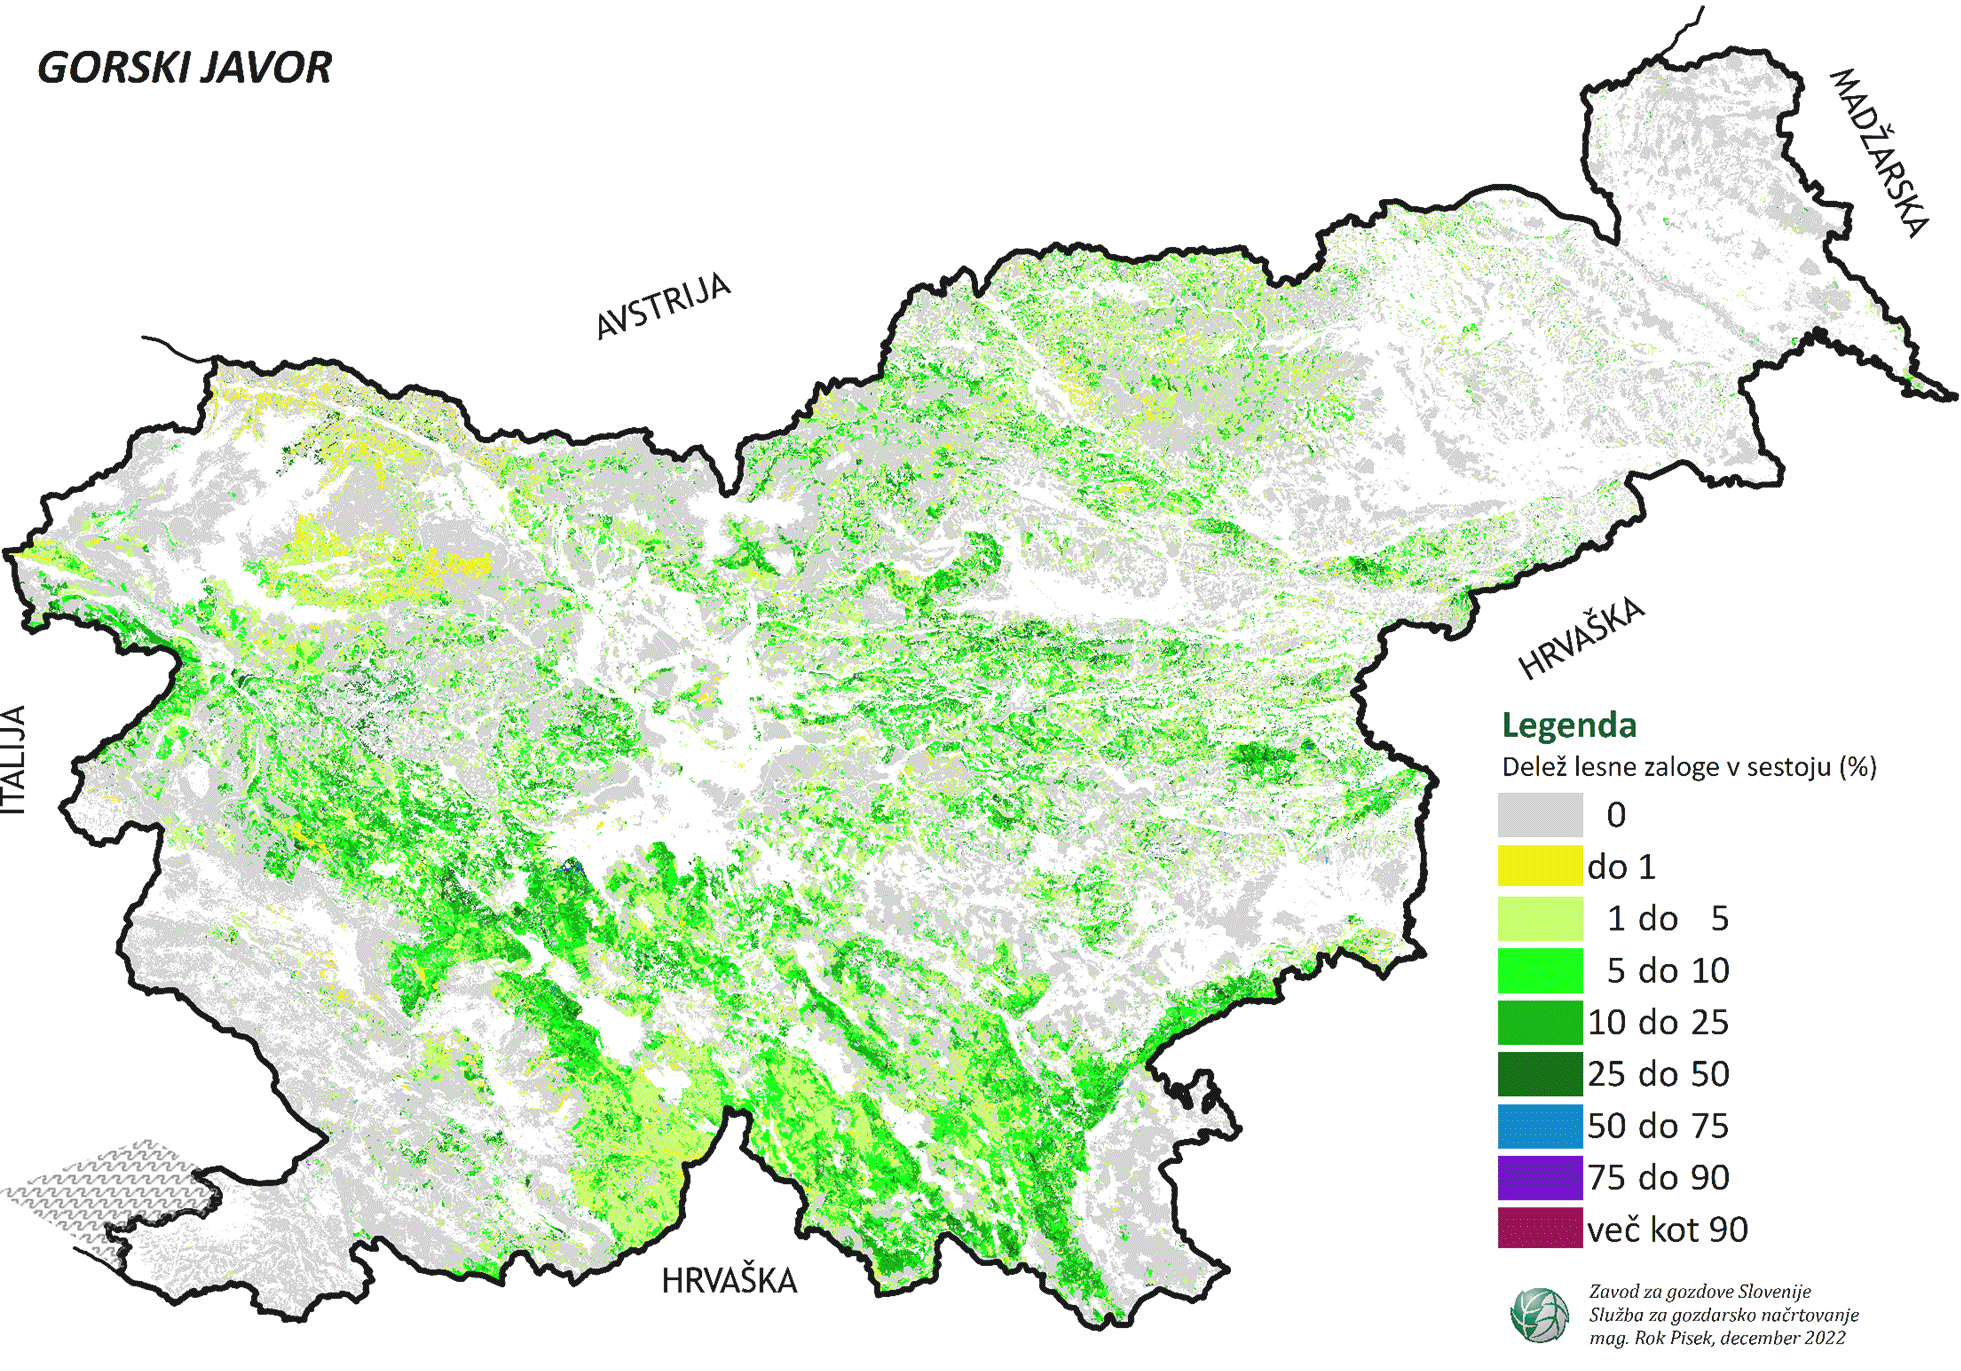 GORSKI JAVOR
MADŽARSKA
AVSTRIJA
HRVAŠKA
ITALIJA
HRVAŠKA
Legenda
Delež lesne zaloge v sestoju (%)
0
do 1
1 do 5
5 do 10
10 do 25
25 do 50
50 do 75
75 do 90
več kot 90
Zavod za gozdove Slovenije
Služba za gozdarsko načrtovanje
mag. Rok Pisek, december 2022